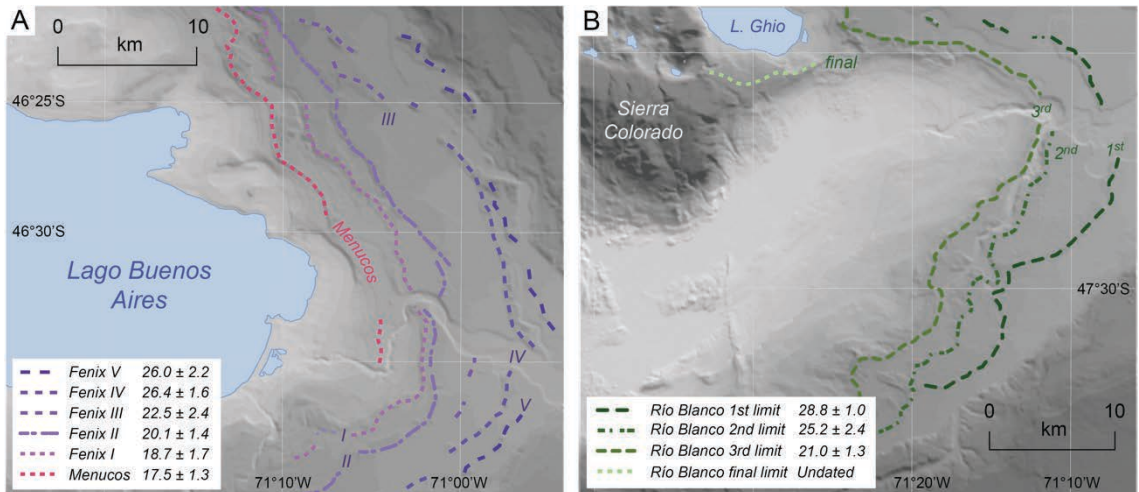 A
0 10
km
46°25'S
III
46°30'S
Menucos
Lago Buenos
Aires
IV
V
I
II
Fenix V 26.0 ± 2.2
Fenix IV 26.4 ± 1.6
Fenix III 22.5 ± 2.4
Fenix II 20.1 ± 1.4
Fenix I 18.7 ± 1.7
Menucos 17.5 ± 1.3
71°10'W
71°00'W
B
L. Ghio
final
Sierra
Colorado
3rd
2nd
1st
47°30'S
Río Blanco 1st limit 28.8 ± 1.0
Río Blanco 2nd limit 25.2 ± 2.4
Río Blanco 3rd limit 21.0 ± 1.3
Río Blanco final limit Undated
0 10
km
71°20'W
71°10'W